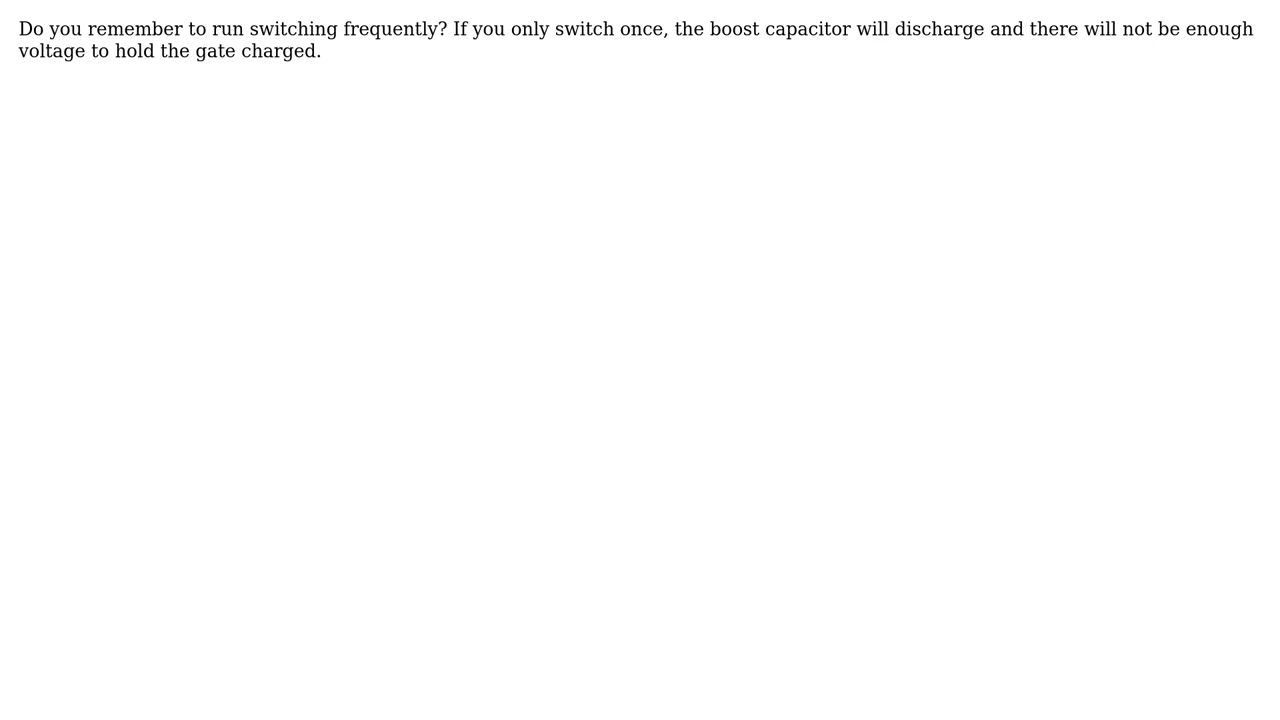 Do you remember to run switching frequently? If you only switch once, the boost capacitor will discharge and there will not be enough
voltage to hold the gate charged.